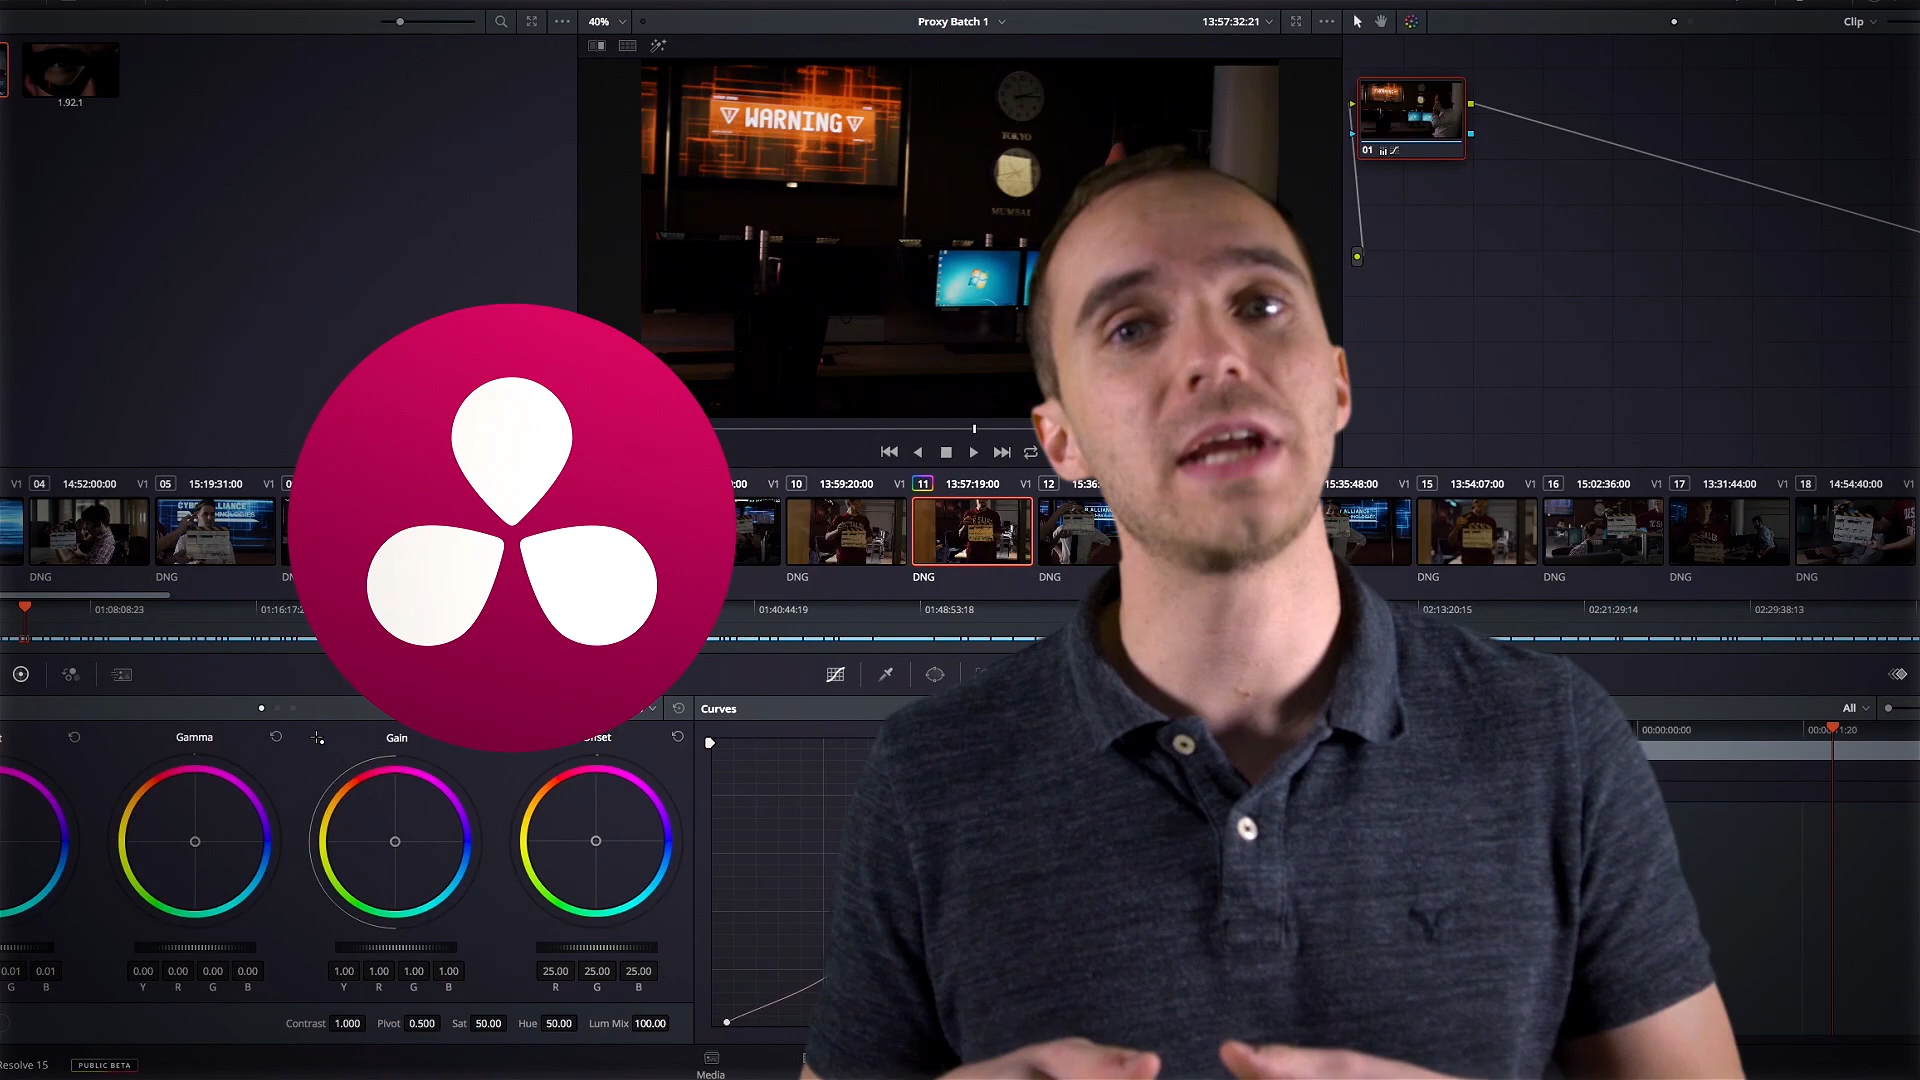 40%
Proxy Batch 1
13:57:32:21
Clip
1.92.1
WARNING
TOKYO
MUMBAI
01
V1 04 14:52:00:00 V1 05 15:19:31:00 V1
V1 10 13:59:20:00 V1 11 13:57:19:00 V1 12
15:35:48:00 V1 15 13:54:07:00 V1 16 15:02:36:00 V1 17 13:31:44:00 V1 18 14:54:40:00 V1
DNG DNG DNG DNG DNG DNG DNG DNG DNG
01:08:08:23
01:40:44:19 01:48:53:18 02:13:20:15 02:21:29:14 02:29:38:13
Curves
All
Gamma Gain
00:00:00:00
0.01 0.01 0.00 0.00 0.00 0.00 1.00 1.00 1.00 1.00 25.00 25.00 25.00
G B Y R G B Y R G B R G B
Contrast 1.000 Pivot 0.500 Sat 50.00 Hue 50.00 Lum Mix 100.00
Resolve 15 PUBLIC BETA
Media